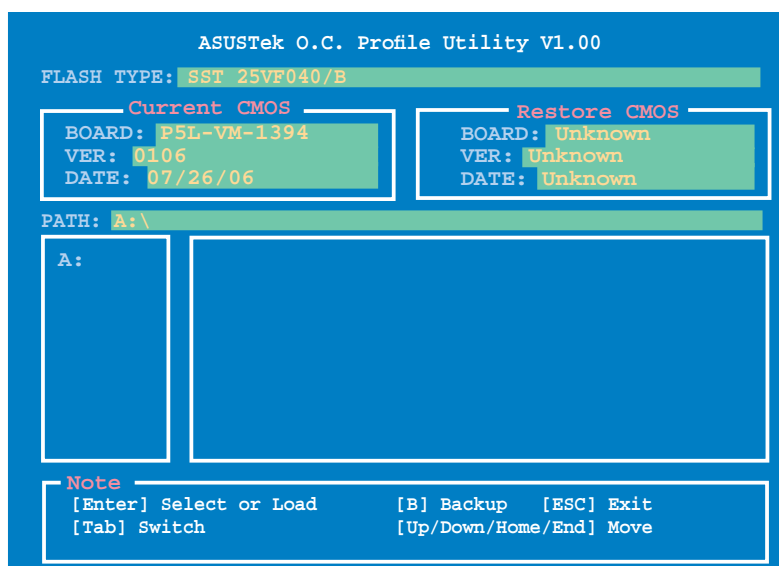 ASUSTek O.C. Profile Utility V1.00
FLASH TYPE: SST 25VF040/B
Current CMOS
BOARD: P5L-VM-1394
VER: 0106
DATE: 07/26/06
Restore CMOS
BOARD: Unknown
VER: Unknown
DATE: Unknown
PATH: A:\
A:
Note
[Enter] Select or Load [B] Backup [ESC] Exit
[Tab] Switch [Up/Down/Home/End] Move